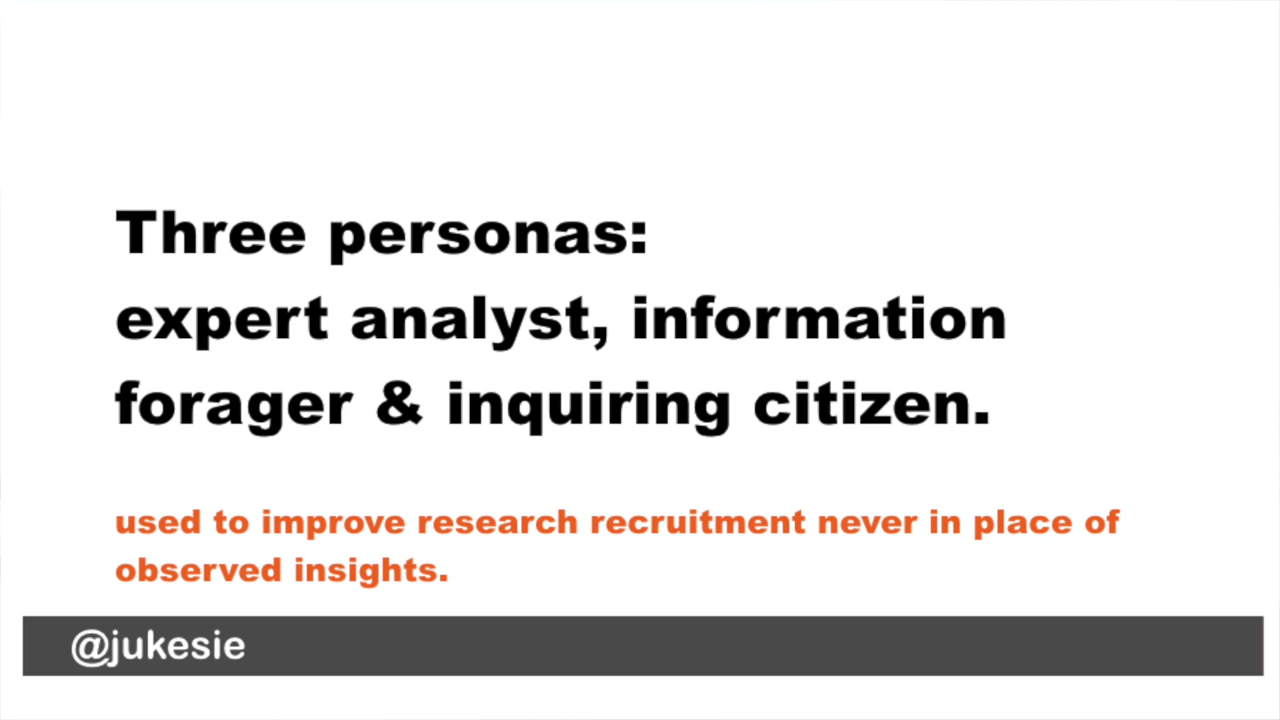 Three personas:
expert analyst, information
forager & inquiring citizen.
used to improve research recruitment never in place of
observed insights.
@jukesie